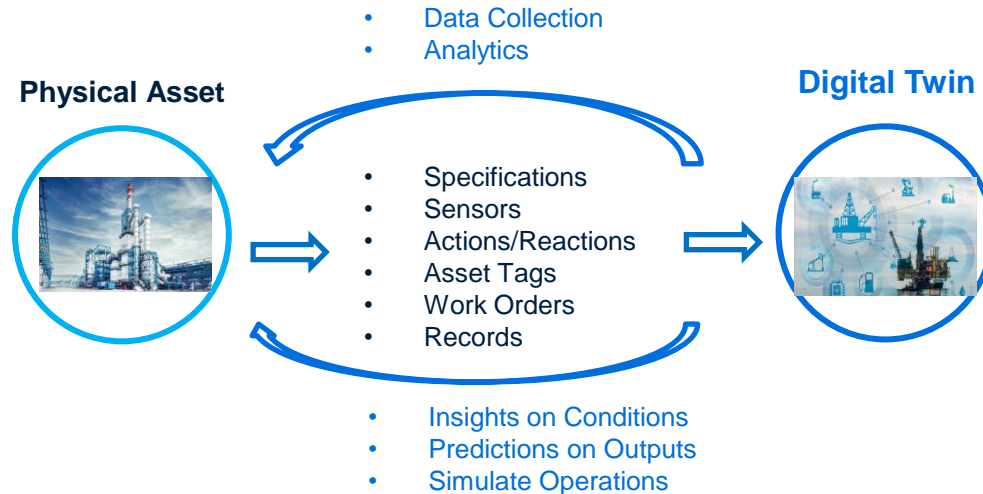 • Data Collection
• Analytics
Physical Asset
Digital Twin
• Specifications
• Sensors
• Actions/Reactions
• Asset Tags
• Work Orders
• Records
• Insights on Conditions
• Predictions on Outputs
• Simulate Operations